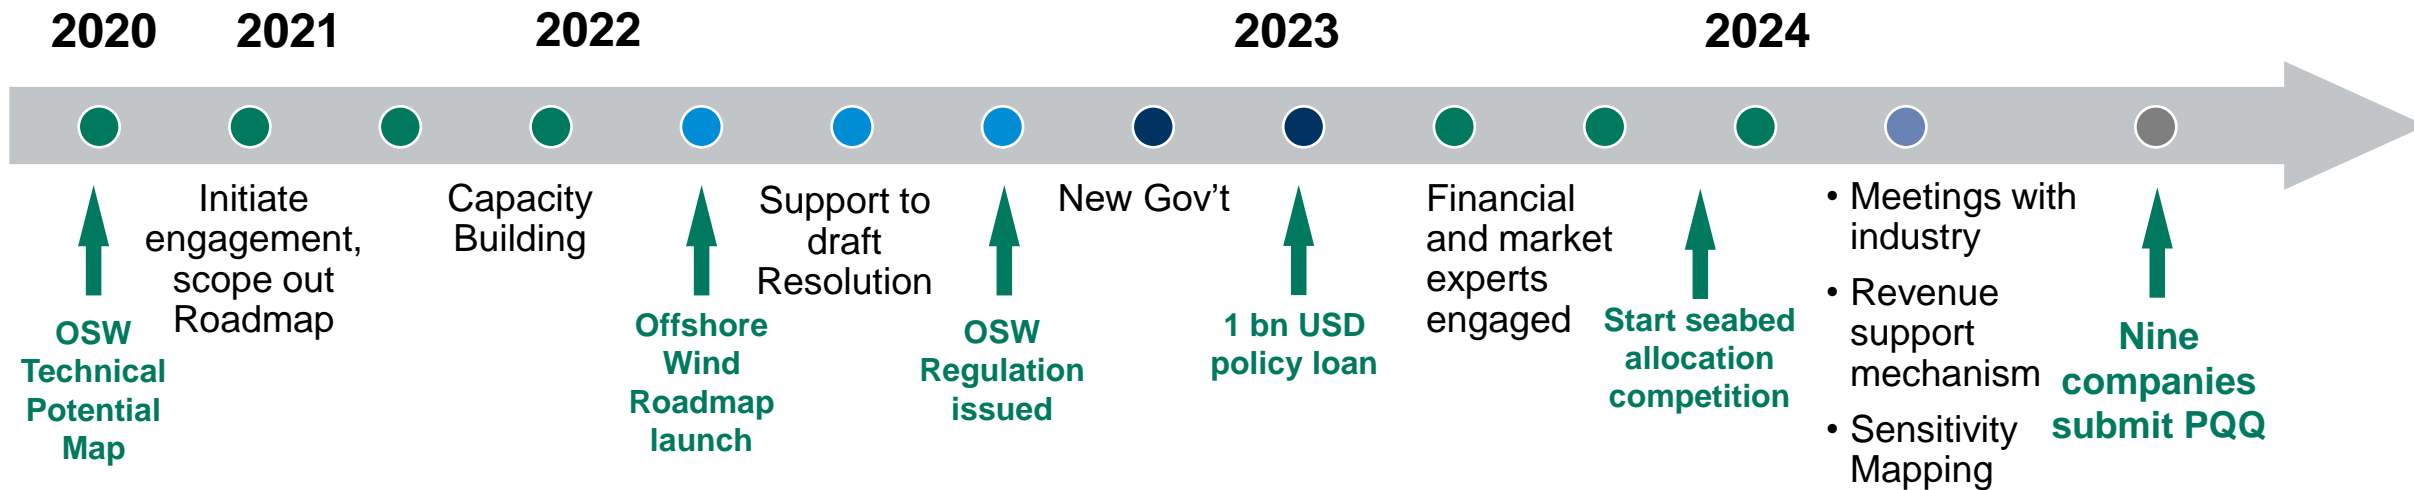 2020
2021
2022
2023
2024
OSW
Technical
Potential
Map
Initiate
engagement,
scope out
Roadmap
Capacity
Building
Offshore
Wind
Roadmap
launch
Support to
draft
Resolution
OSW
Regulation
issued
New Gov't
1 bn USD
policy loan
Financial
and market
experts
engaged
Start seabed
allocation
competition
• Meetings with
industry
• Revenue
support
mechanism
• Sensitivity
Mapping
Nine
companies
submit PQQ